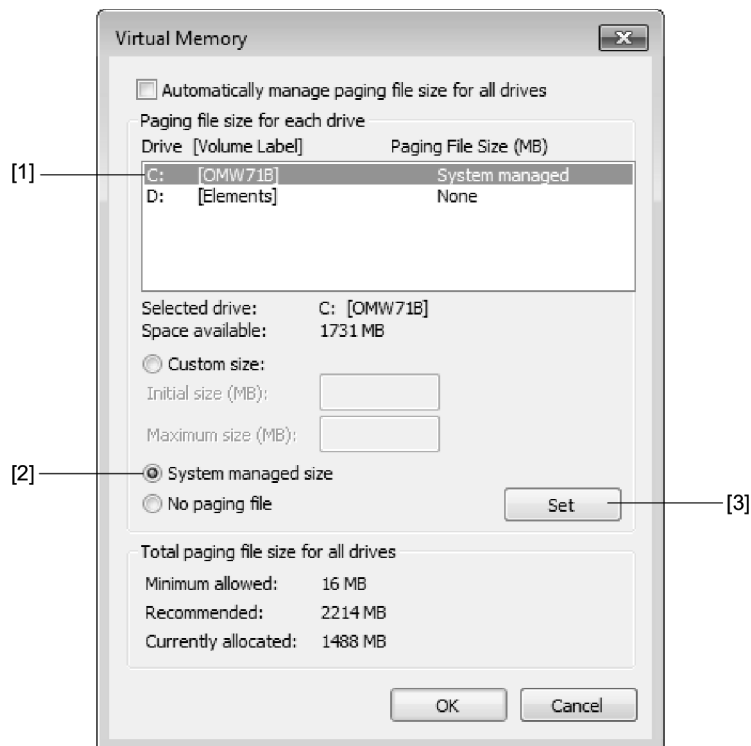 Virtual Memory
Automatically manage paging file size for all drives
Paging file size for each drive
Drive [Volume Label] Paging File Size (MB)
[1] C: [OMW71B] System managed
D: [Elements] None
Selected drive: C: [OMW71B]
Space available: 1731 MB
Custom size:
Initial size (MB):
Maximum size (MB):
[2] System managed size
No paging file Set [3]
Total paging file size for all drives
Minimum allowed: 16 MB
Recommended: 2214 MB
Currently allocated: 1488 MB
OK Cancel